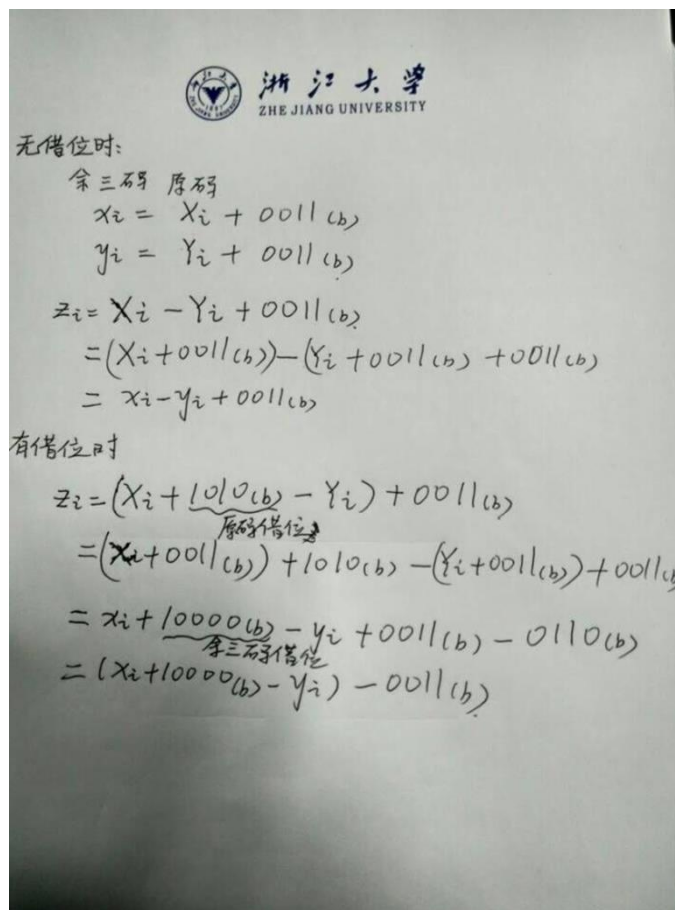 浙江大学
ZHE JIANG UNIVERSITY
无借位时:
余三码 原码
xi = Xi + 0011(b)
yi = Yi + 0011(b)
zi = Xi - Yi + 0011(b)
=(Xi+0011(b))-(Yi+0011(b) +0011(b)
= xi-yi+0011(b)
有借位时
zi=(Xi+1010(b)-Yi)+0011(b)
原码借位
=(Xi+0011(b))+1010(b)-(Yi+0011(b))+0011(b
= xi+10000(b)-yi+0011(b)-0110(b)
余三码借位
=(xi+10000(b)-yi)-0011(b)